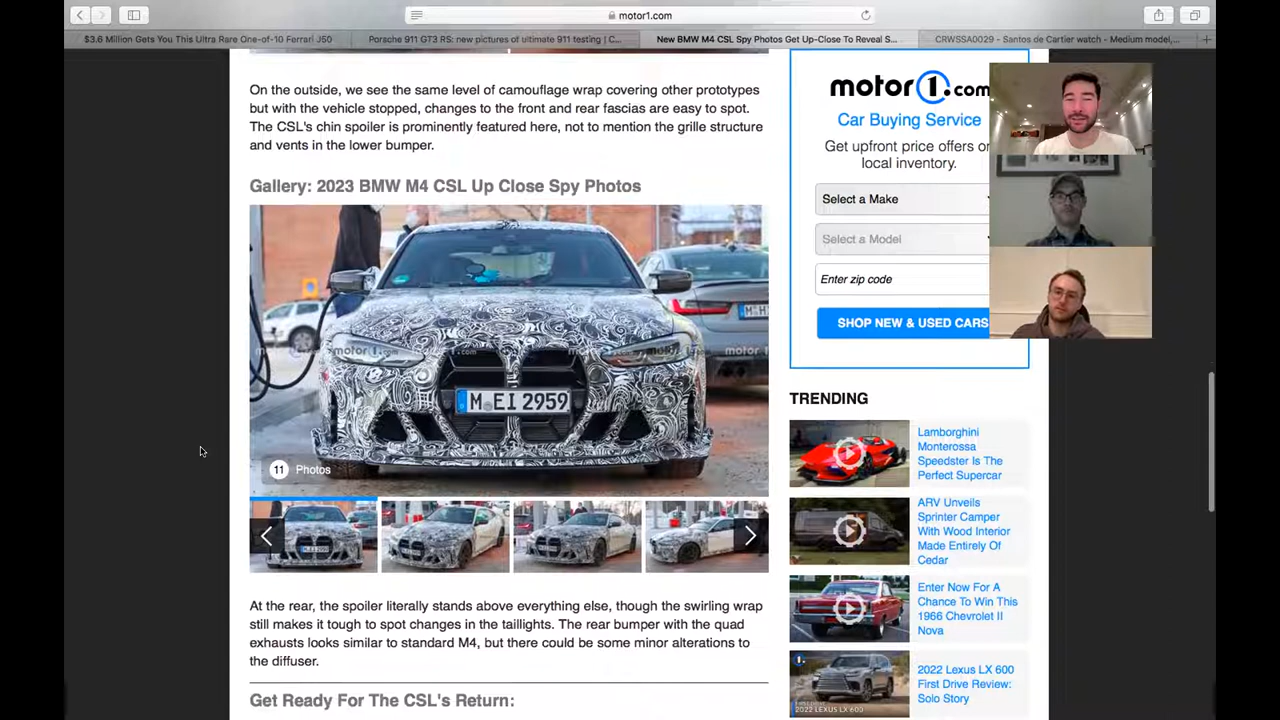 motor1.com
$3.6 Million Gets You This Ultra Rare One-of-10 Ferrari J50
Porsche 911 GT3 RS: new pictures of ultimate 911 testing | C...
New BMW M4 CSL Spy Photos Get Up-Close To Reveal S...
CRWSSA0029 - Santos de Cartier watch - Medium model,...
On the outside, we see the same level of camouflage wrap covering other prototypes
but with the vehicle stopped, changes to the front and rear fascias are easy to spot.
The CSL's chin spoiler is prominently featured here, not to mention the grille structure
and vents in the lower bumper.
Gallery: 2023 BMW M4 CSL Up Close Spy Photos
motor1.com
motor1.com
motor1
M EI 2959
11 Photos
At the rear, the spoiler literally stands above everything else, though the swirling wrap
still makes it tough to spot changes in the taillights. The rear bumper with the quad
exhausts looks similar to standard M4, but there could be some minor alterations to
the diffuser.
Get Ready For The CSL's Return:
motor1.com
Car Buying Service
Get upfront price offers on
local inventory.
Select a Make
Select a Model
Enter zip code
SHOP NEW & USED CARS
TRENDING
Lamborghini
Monterossa
Speedster Is The
Perfect Supercar
ARV Unveils
Sprinter Camper
With Wood Interior
Made Entirely Of
Cedar
Enter Now For A
Chance To Win This
1966 Chevrolet II
Nova
2022 Lexus LX 600
First Drive Review:
Solo Story
2022 LEXUS LX 600